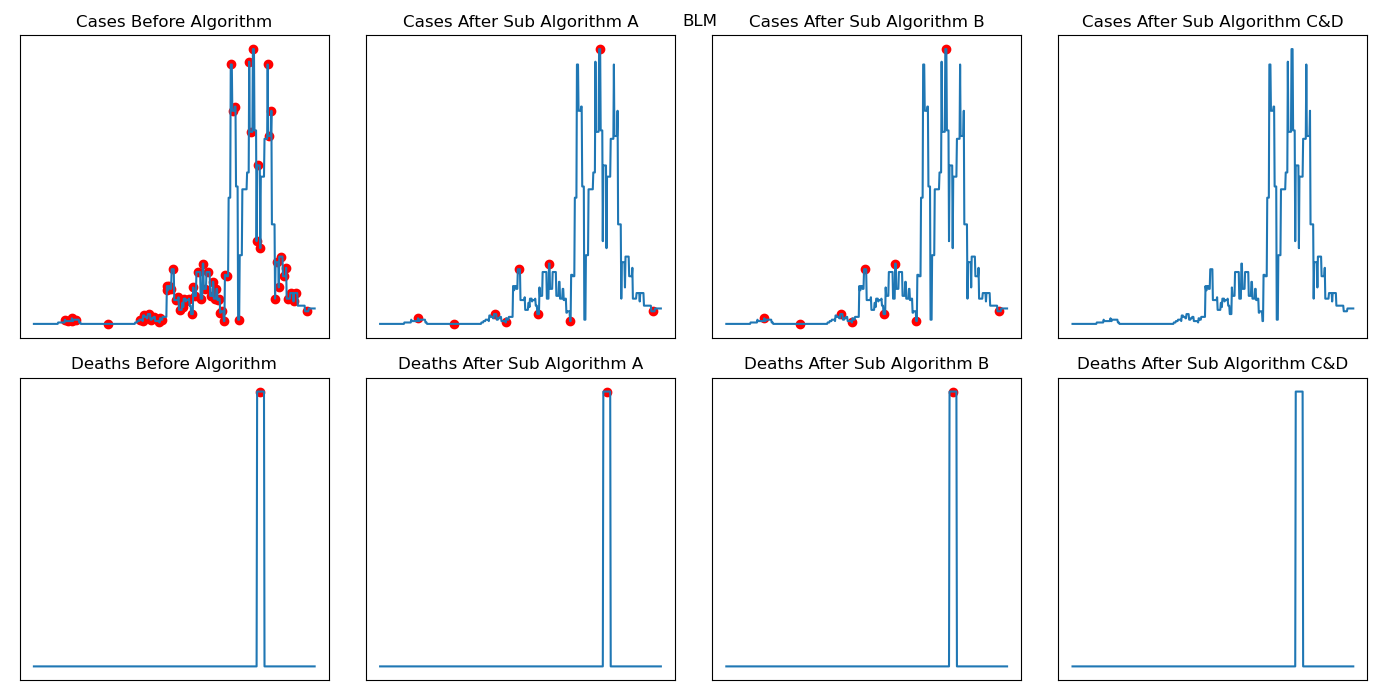 BLM
Cases Before Algorithm
Cases After Sub Algorithm A
Cases After Sub Algorithm B
Cases After Sub Algorithm C&D
Deaths Before Algorithm
Deaths After Sub Algorithm A
Deaths After Sub Algorithm B
Deaths After Sub Algorithm C&D